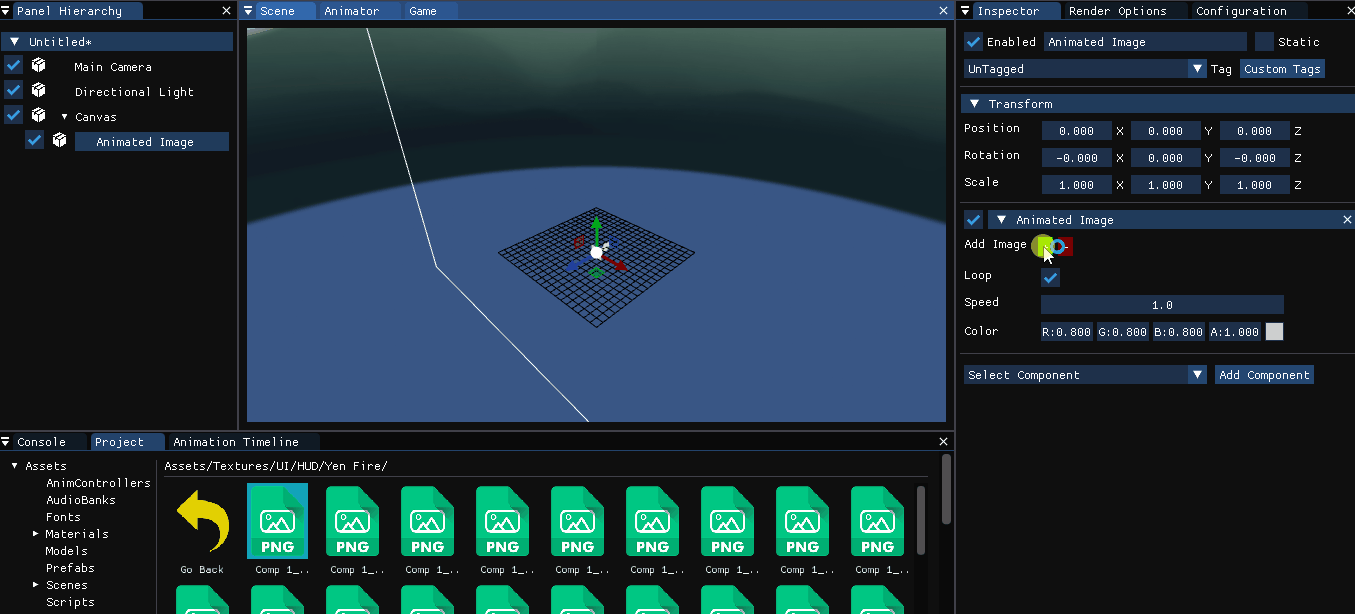 Panel Hierarchy
Untitled*
Main Camera
Directional Light
Canvas
Animated Image
Scene Animator Game
Inspector Render Options Configuration
Enabled Animated Image Static
UnTagged Tag Custom Tags
Transform
Position 0.000 X 0.000 Y 0.000 Z
Rotation -0.000 X 0.000 Y -0.000 Z
Scale 1.000 X 1.000 Y 1.000 Z
Animated Image
Add Image -
Loop
Speed 1.0
Color R:0.800 G:0.800 B:0.800 A:1.000
Select Component Add Component
Console Project Animation Timeline
Assets
AnimControllers
AudioBanks
Fonts
Materials
Models
Prefabs
Scenes
Scripts
Assets/Textures/UI/HUD/Yen Fire/
PNG PNG PNG PNG PNG PNG PNG PNG PNG
Go Back Comp 1_.. Comp 1_.. Comp 1_.. Comp 1_.. Comp 1_.. Comp 1_.. Comp 1_.. Comp 1_.. Comp 1_..